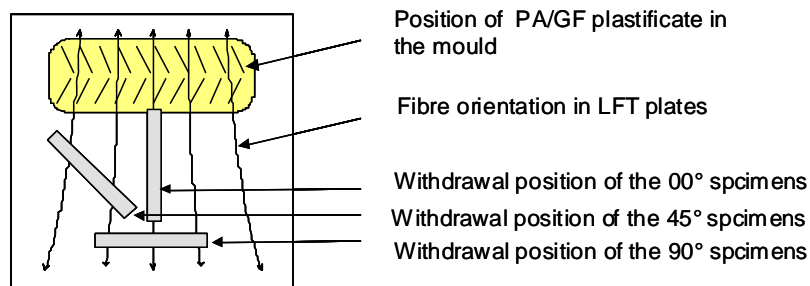 Position of PA/GF plastificate in
the mould
Fibre orientation in LFT plates
Withdrawal position of the 00° spcimens
Withdrawal position of the 45° spcimens
Withdrawal position of the 90° spcimens